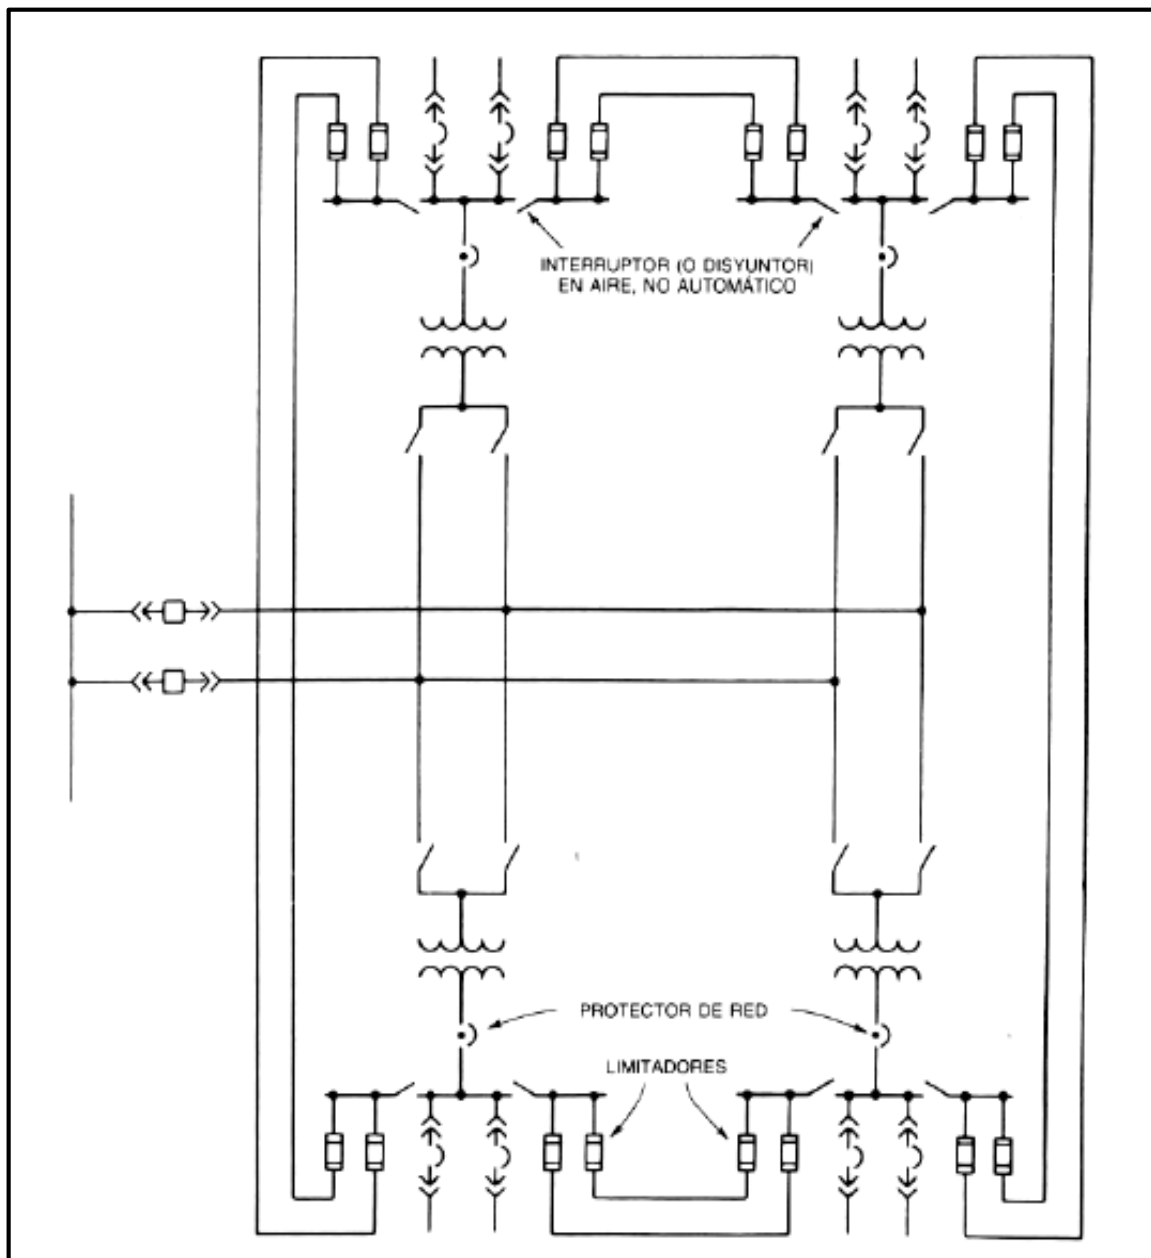 INTERRUPTOR (O DISYUNTOR)
EN AIRE, NO AUTOMÁTICO
PROTECTOR DE RED
LIMITADORES